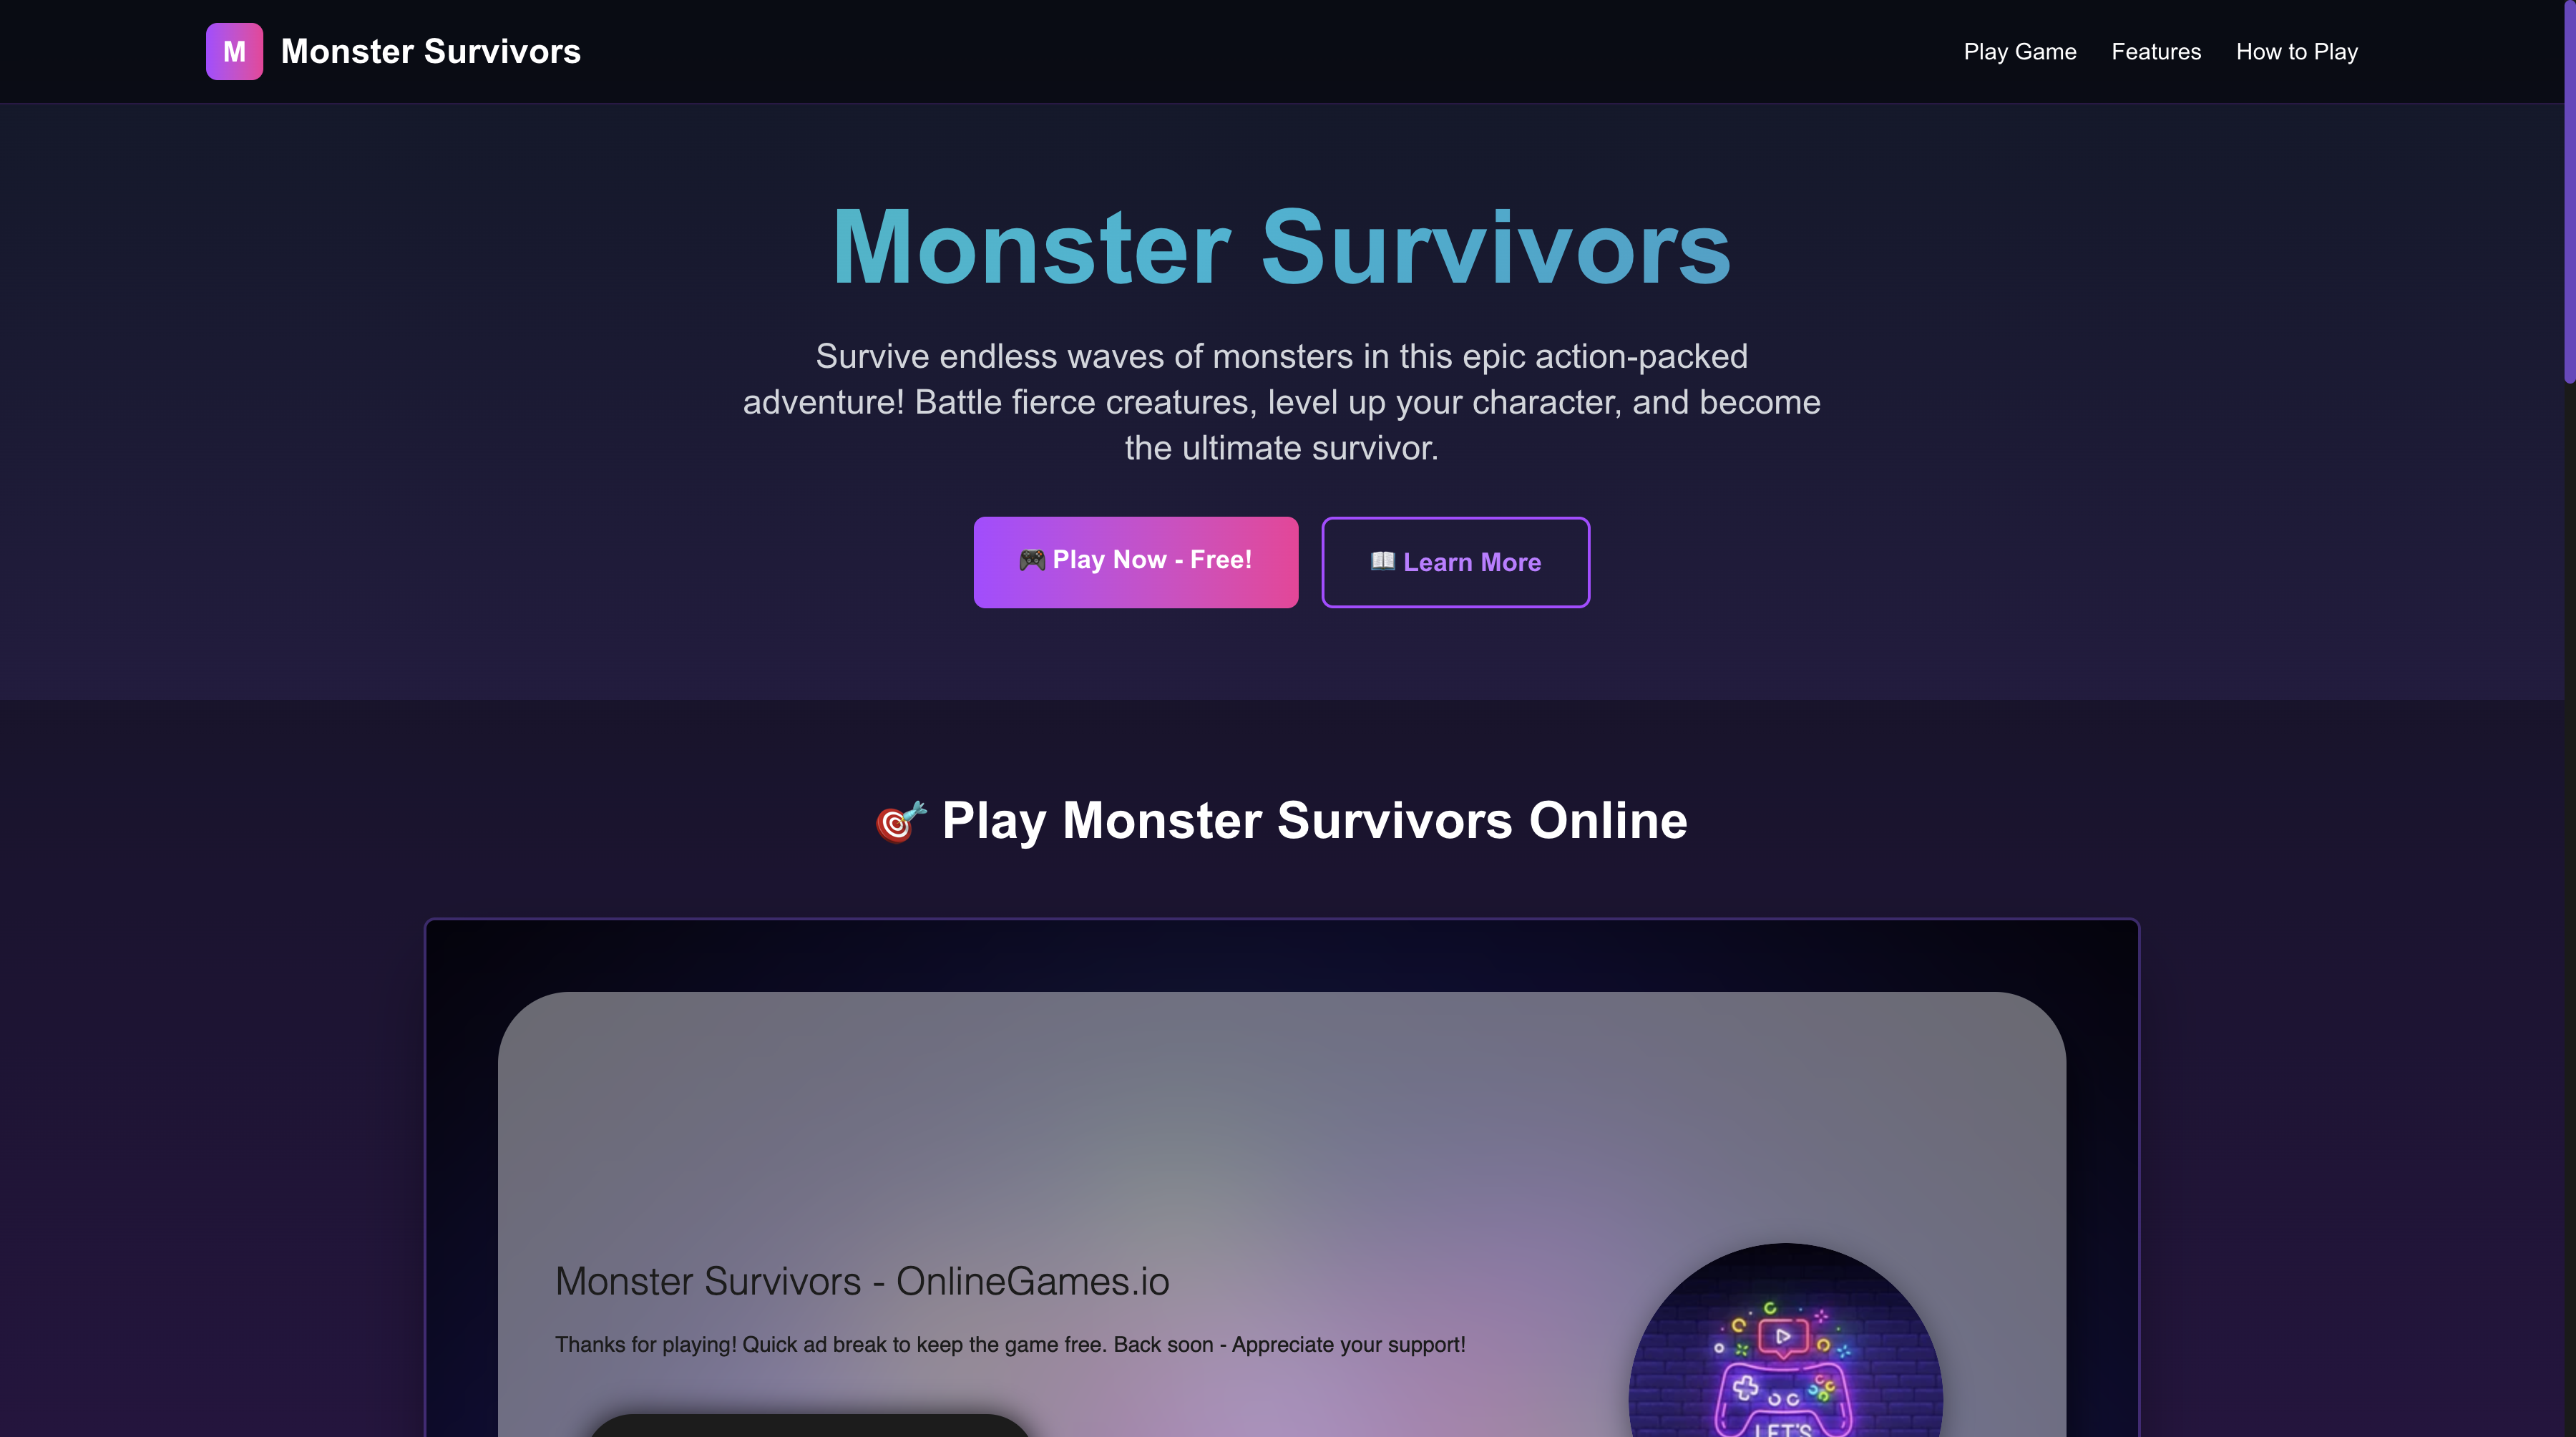 M
Monster Survivors
Play Game
Features
How to Play
Monster Survivors
Survive endless waves of monsters in this epic action-packed
adventure! Battle fierce creatures, level up your character, and become
the ultimate survivor.
🎮 Play Now - Free!
📖 Learn More
🎯 Play Monster Survivors Online
Monster Survivors - OnlineGames.io
Thanks for playing! Quick ad break to keep the game free. Back soon - Appreciate your support!
LET'S